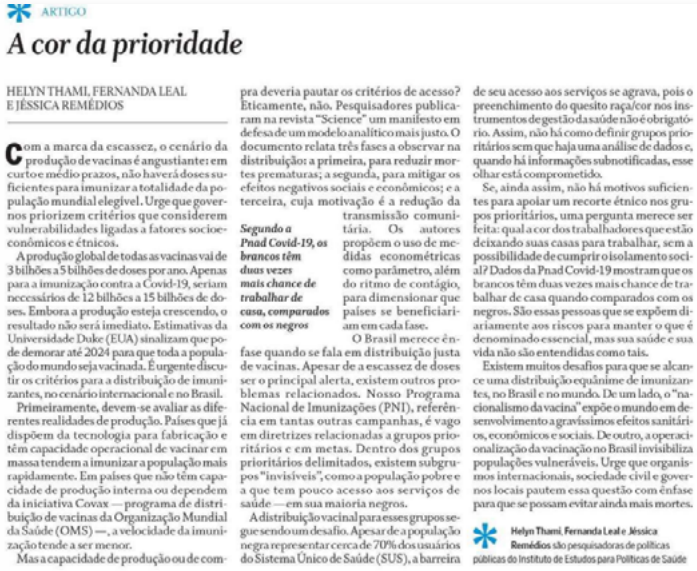 ARTIGO
A cor da prioridade
HELYN THAMI, FERNANDA LEAL
E JÉSSICA REMÉDIOS
Com a marca da escassez, o cenário da
produção de vacinas é angustiante: em
curto e médio prazos, não haverá doses su-
ficientes para imunizar a totalidade da po-
pulação mundial elegível. Urge que gover-
nos priorizem critérios que considerem
vulnerabilidades ligadas a fatores socioe-
conômicos e étnicos.
A produção global de todas as vacinas vai de
3 bilhões a 5 bilhões de doses por ano. Apenas
para a imunização contra a Covid-19, seriam
necessários de 12 bilhões a 15 bilhões de do-
ses. Embora a produção esteja crescendo, o
resultado não será imediato. Estimativas da
Universidade Duke (EUA) sinalizam que po-
de demorar até 2024 para que toda a popula-
ção do mundo seja vacinada. É urgente discu-
tir os critérios para a distribuição de imuni-
zantes, no cenário internacional e no Brasil.
Primeiramente, devem-se avaliar as dife-
rentes realidades de produção. Países que já
dispõem da tecnologia para fabricação e
têm capacidade operacional de vacinar em
massa tendem a imunizar a população mais
rapidamente. Em países que não têm capa-
cidade de produção interna ou dependem
da iniciativa Covax — programa de distri-
buição de vacinas da Organização Mundial
da Saúde (OMS) —, a velocidade da imuni-
zação tende a ser menor.
Mas a capacidade de produção ou de com-
pra deveria pautar os critérios de acesso?
Eticamente, não. Pesquisadores publica-
ram na revista “Science” um manifesto em
defesa de um modelo analítico mais justo. O
documento relata três fases a observar na
distribuição: a primeira, para reduzir mor-
tes prematuras; a segunda, para mitigar os
efeitos negativos sociais e econômicos; e a
terceira, cuja motivação é a redução da
transmissão comuni-
tária. Os autores
propõem o uso de me-
didas econométricas
como parâmetro, além
do ritmo de contágio,
para dimensionar que
países se beneficiari-
am em cada fase.
Segundo a
Pnad Covid-19, os
brancos têm
duas vezes
mais chance de
trabalhar de
casa, comparados
com os negros
O Brasil merece ên-
fase quando se fala em distribuição justa
de vacinas. Apesar de a escassez de doses
ser o principal alerta, existem outros pro-
blemas relacionados. Nosso Programa
Nacional de Imunizações (PNI), referên-
cia em tantas outras campanhas, é vago
em diretrizes relacionadas a grupos prio-
ritários e em metas. Dentro dos grupos
prioritários delimitados, existem subgru-
pos “invisíveis”, como a população pobre e
a que tem pouco acesso aos serviços de
saúde — em sua maioria negros.
A distribuição vacinal para esses grupos se-
gue sendo um desafio. Apesar de a população
negra representar cerca de 70% dos usuários
do Sistema Único de Saúde (SUS), a barreira
de seu acesso aos serviços se agrava, pois o
preenchimento do quesito raça/cor nos ins-
trumentos de gestão da saúde não é obrigató-
rio. Assim, não há como definir grupos prio-
ritários sem que haja uma análise de dados e,
quando há informações subnotificadas, esse
olhar está comprometido.
Se, ainda assim, não há motivos suficien-
tes para apoiar um recorte étnico nos gru-
pos prioritários, uma pergunta merece ser
feita: qual a cor dos trabalhadores que estão
deixando suas casas para trabalhar, sem a
possibilidade de cumprir o isolamento soci-
al? Dados da Pnad Covid-19 mostram que os
brancos têm duas vezes mais chance de tra-
balhar de casa quando comparados com os
negros. São essas pessoas que se expõem di-
ariamente aos riscos para manter o que é
denominado essencial, mas sua saúde e sua
vida não são entendidas como tais.
Existem muitos desafios para que se alcan-
ce uma distribuição equânime de imunizan-
tes, no Brasil e no mundo. De um lado, o “na-
cionalismo da vacina” expõe o mundo em de-
senvolvimento a gravíssimos efeitos sanitári-
os, econômicos e sociais. De outro, a operaci-
onalização da vacinação no Brasil invisibiliza
populações vulneráveis. Urge que organis-
mos internacionais, sociedade civil e gover-
nos locais pautem essa questão com ênfase
para que se possam evitar ainda mais mortes.
Helyn Thami, Fernanda Leal e Jéssica
Remédios são pesquisadoras de políticas
públicas do Instituto de Estudos para Políticas de Saúde